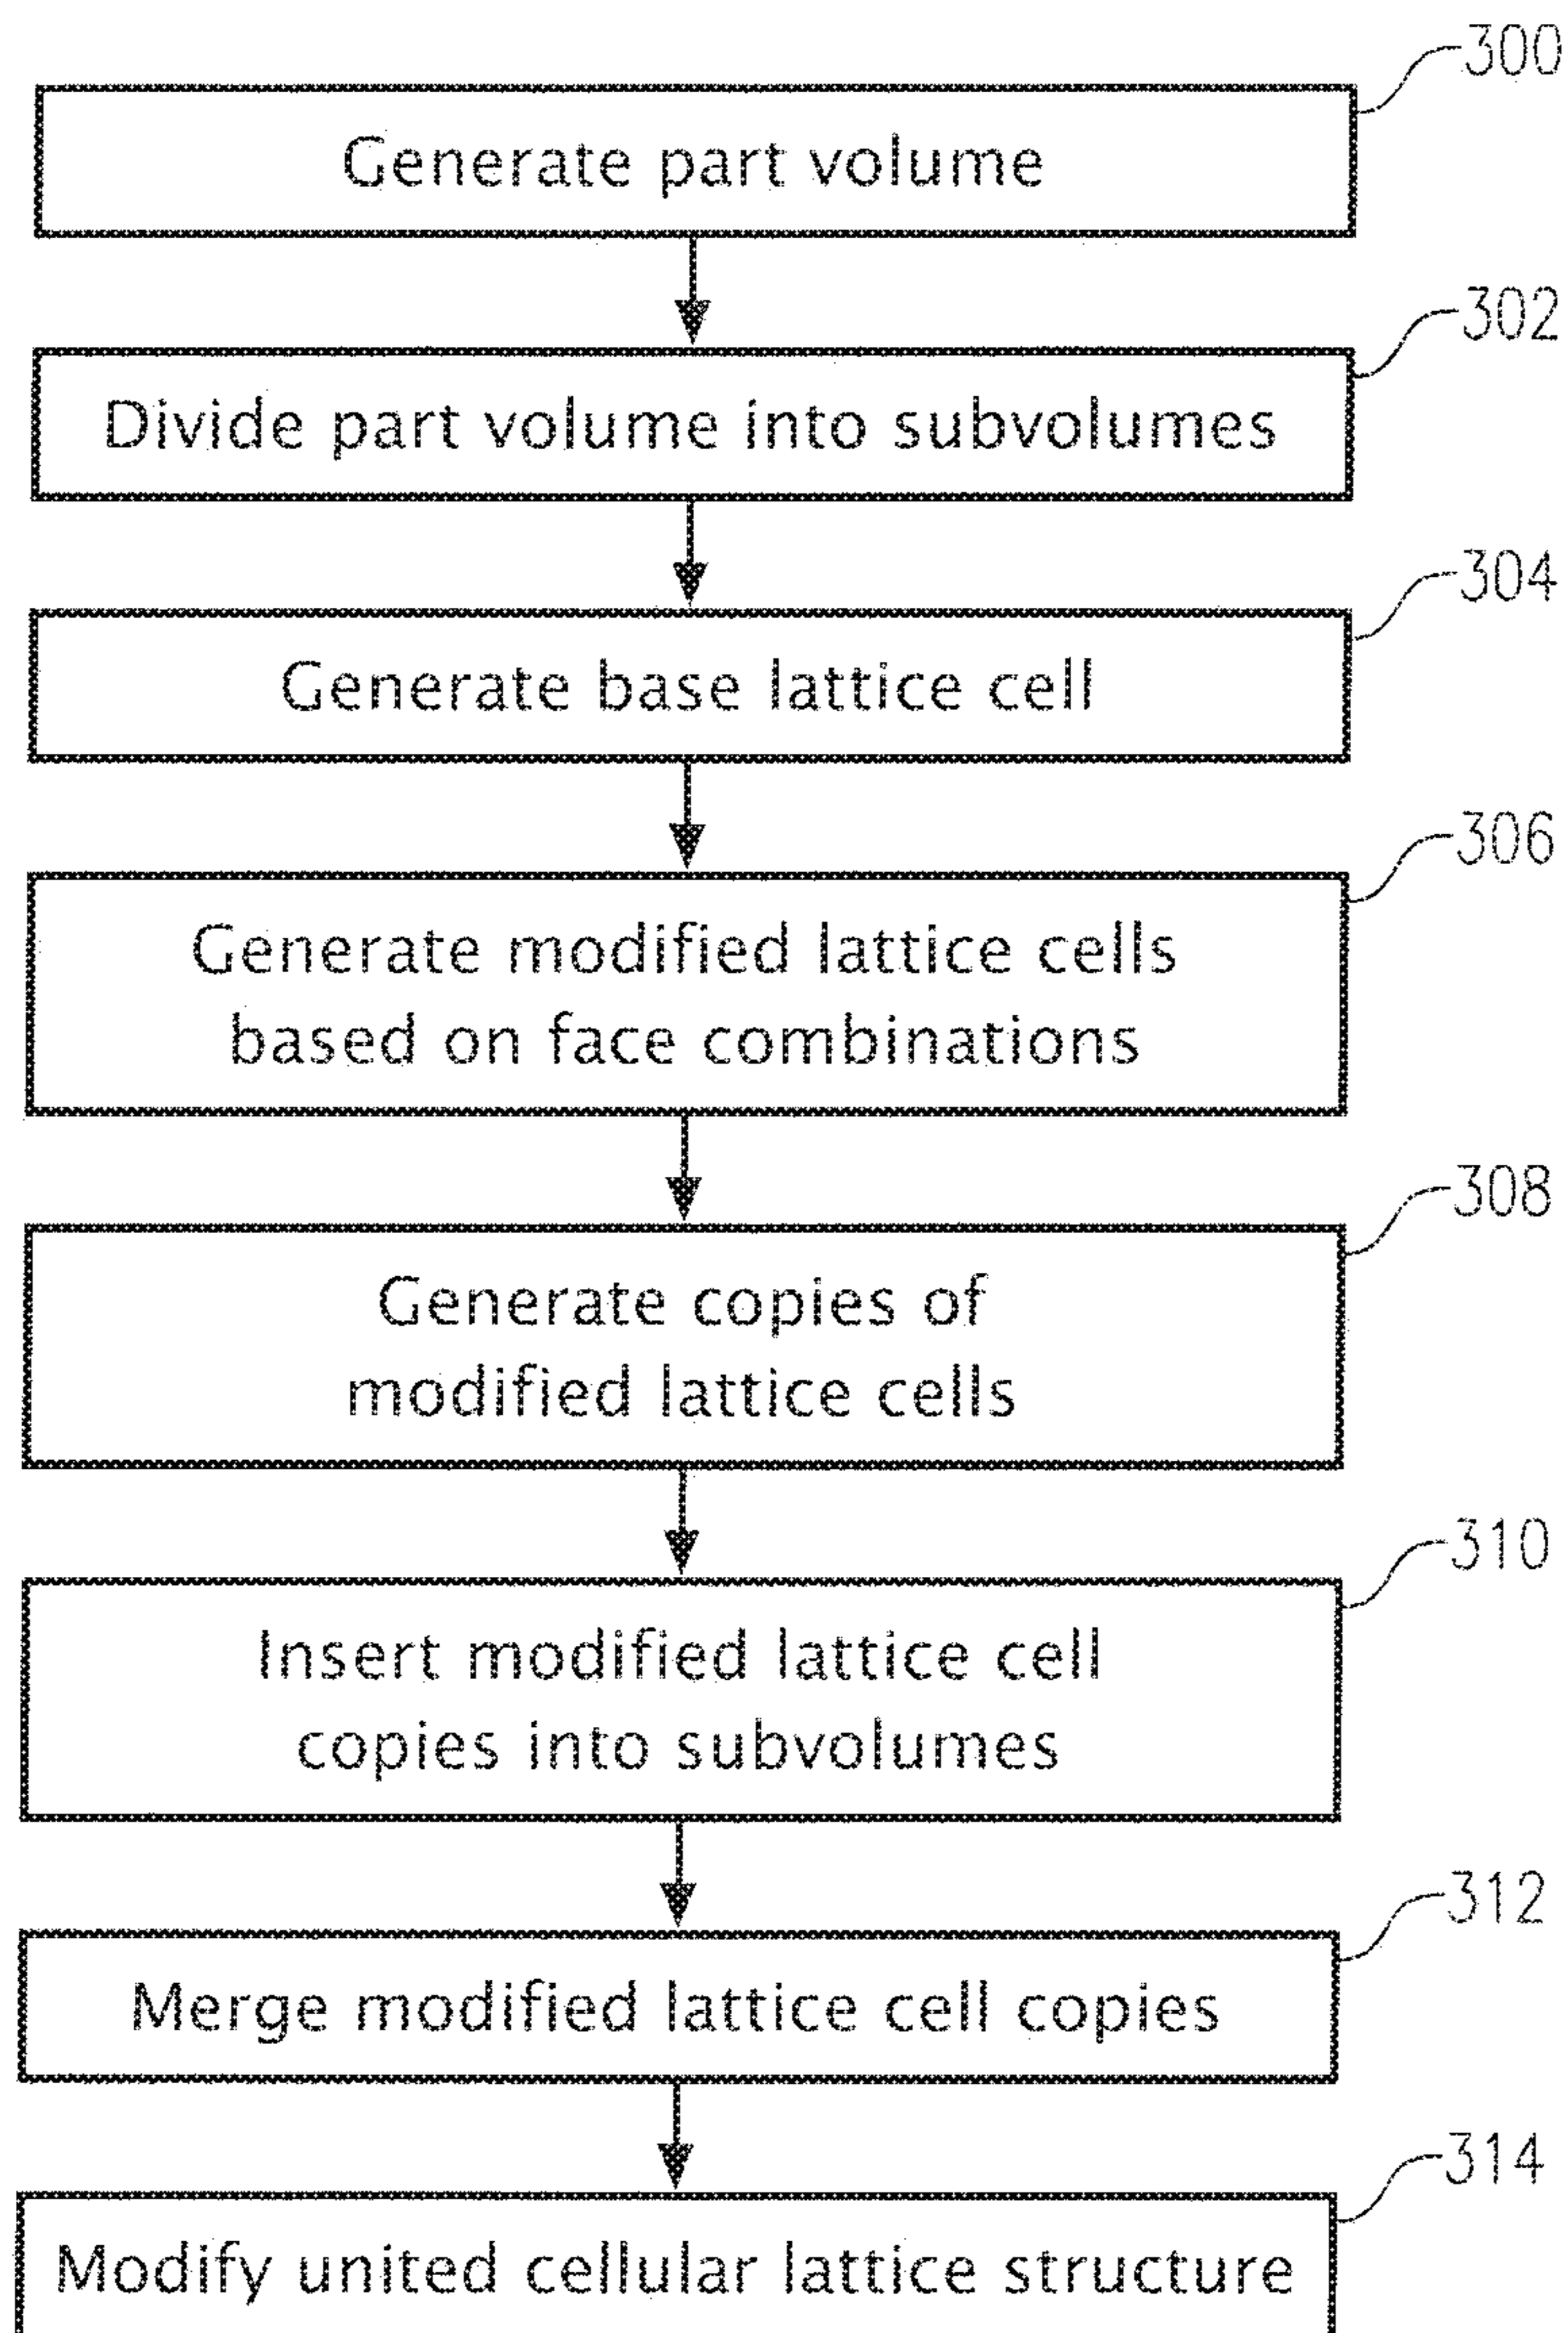 300
Generate part volume
302
Divide part volume into subvolumes
304
Generate base lattice cell
306
Generate modified lattice cells
based on face combinations
308
Generate copies of
modified lattice cells
310
Insert modified lattice cell
copies into subvolumes
312
Merge modified lattice cell copies
314
Modify united cellular lattice structure